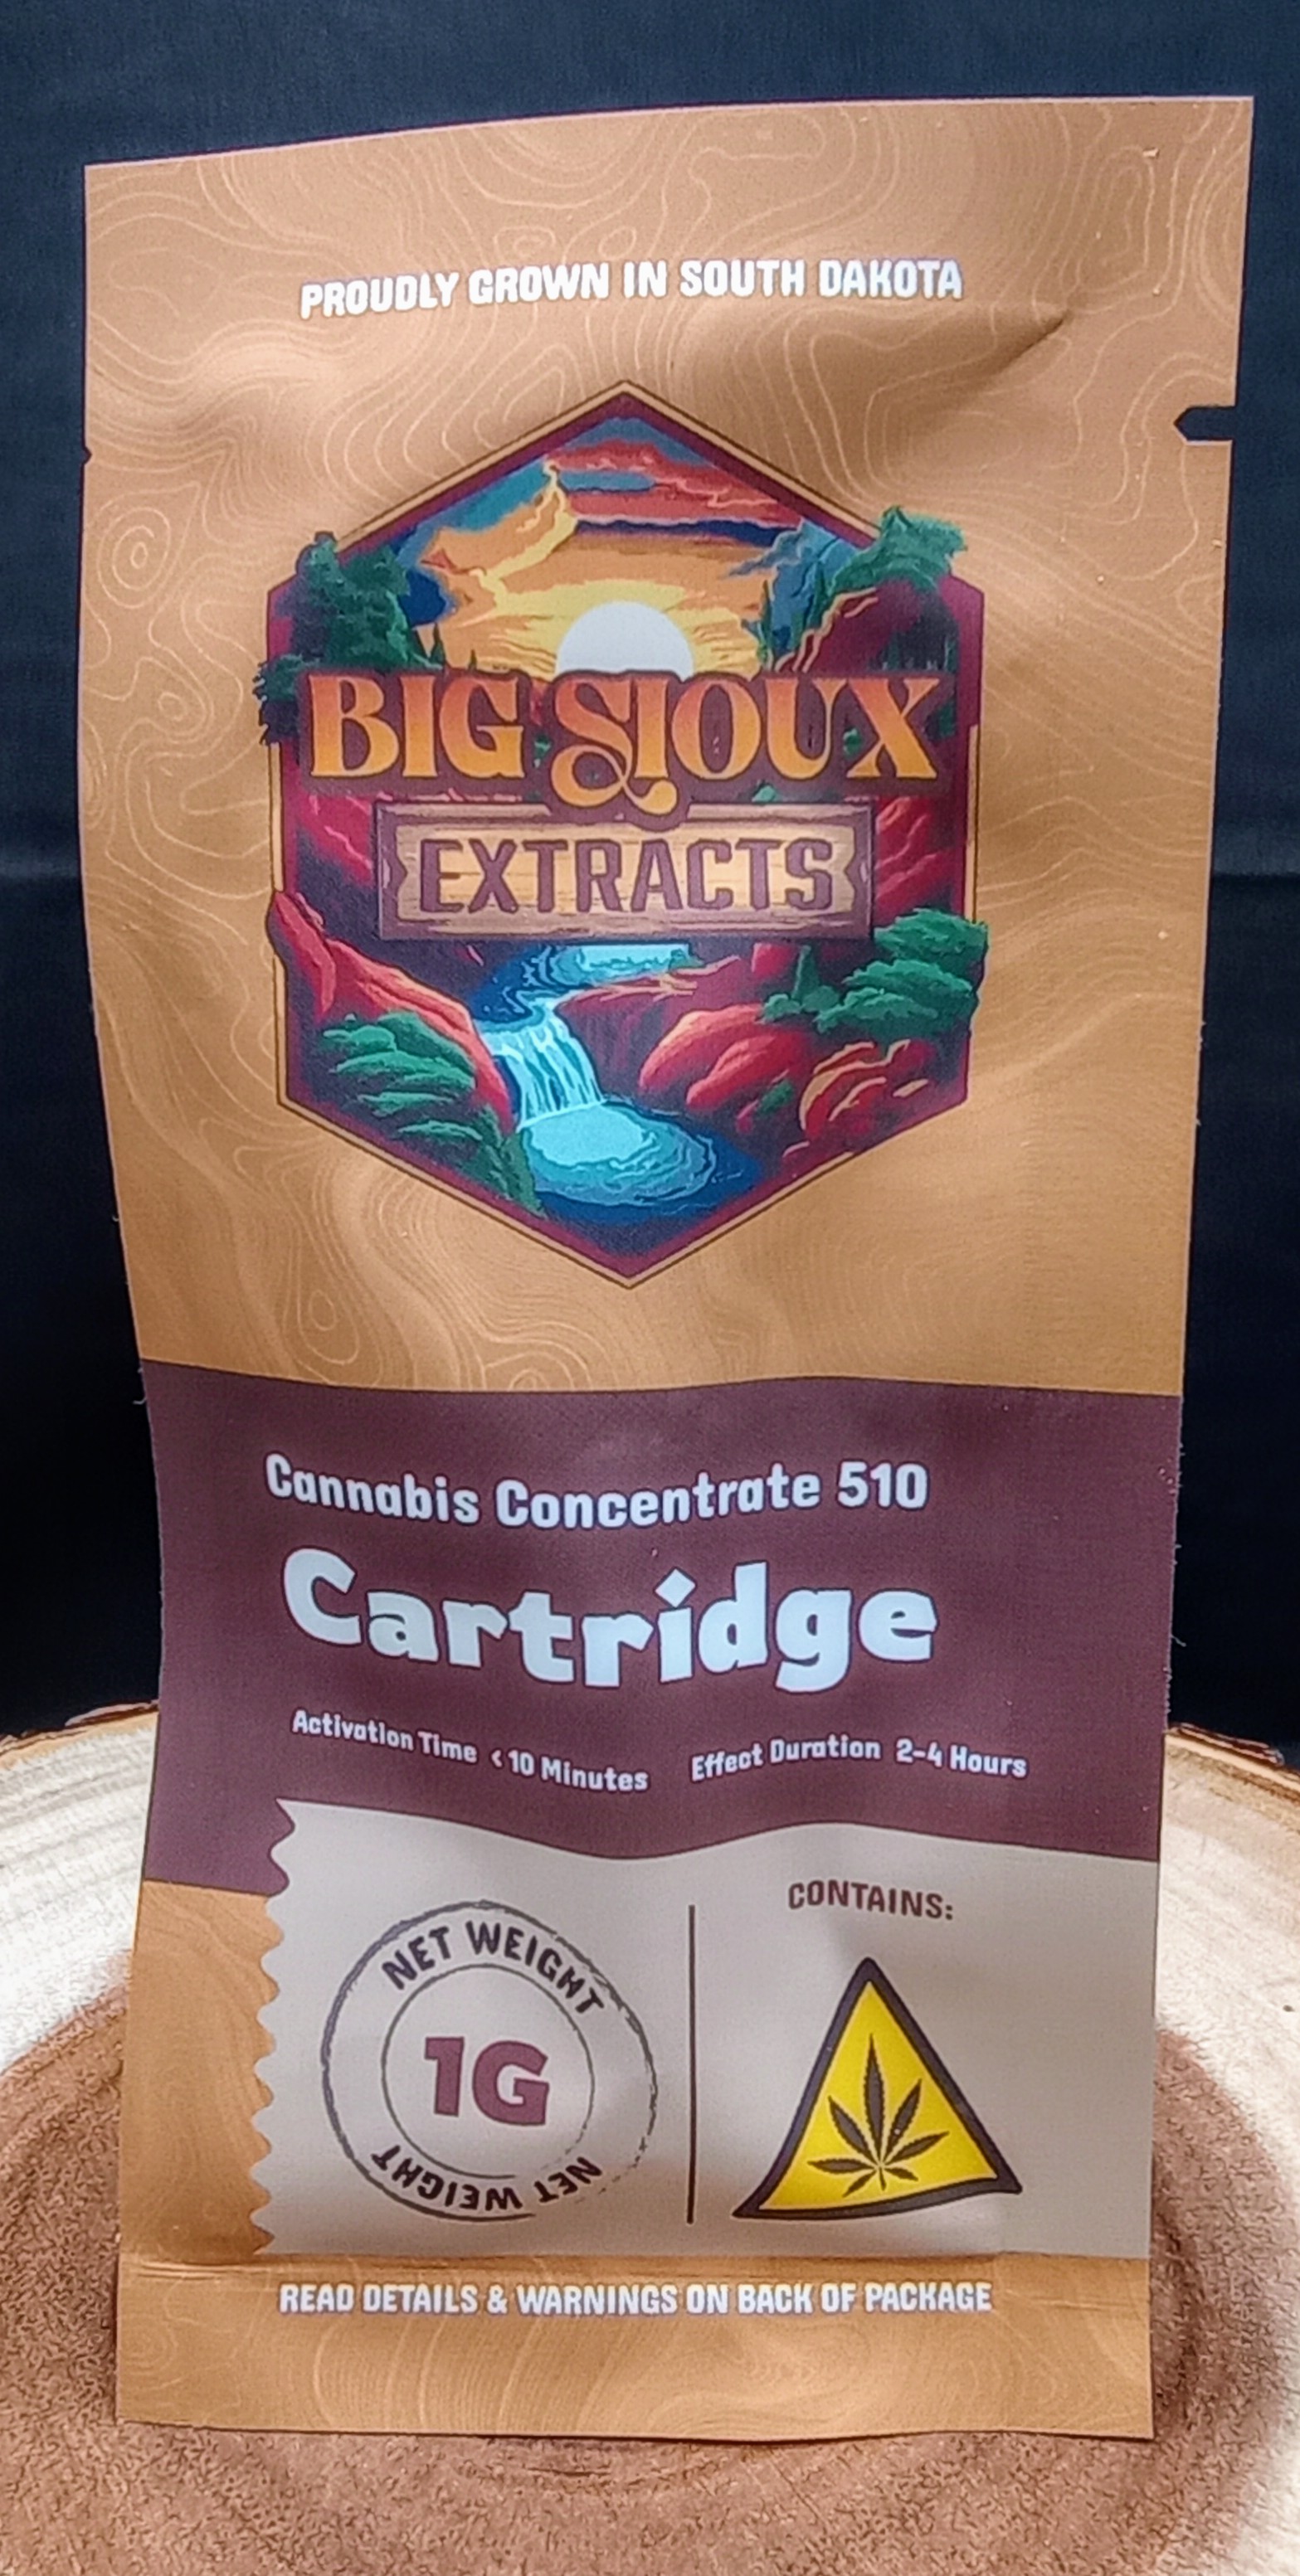 PROUDLY GROWN IN SOUTH DAKOTA
BIG SIOUX
EXTRACTS
Cannabis Concentrate 510
Cartridge
Activation Time < 10 Minutes Effect Duration 2-4 Hours
NET WEIGHT
1G
NET WEIGHT
CONTAINS:
READ DETAILS & WARNINGS ON BACK OF PACKAGE